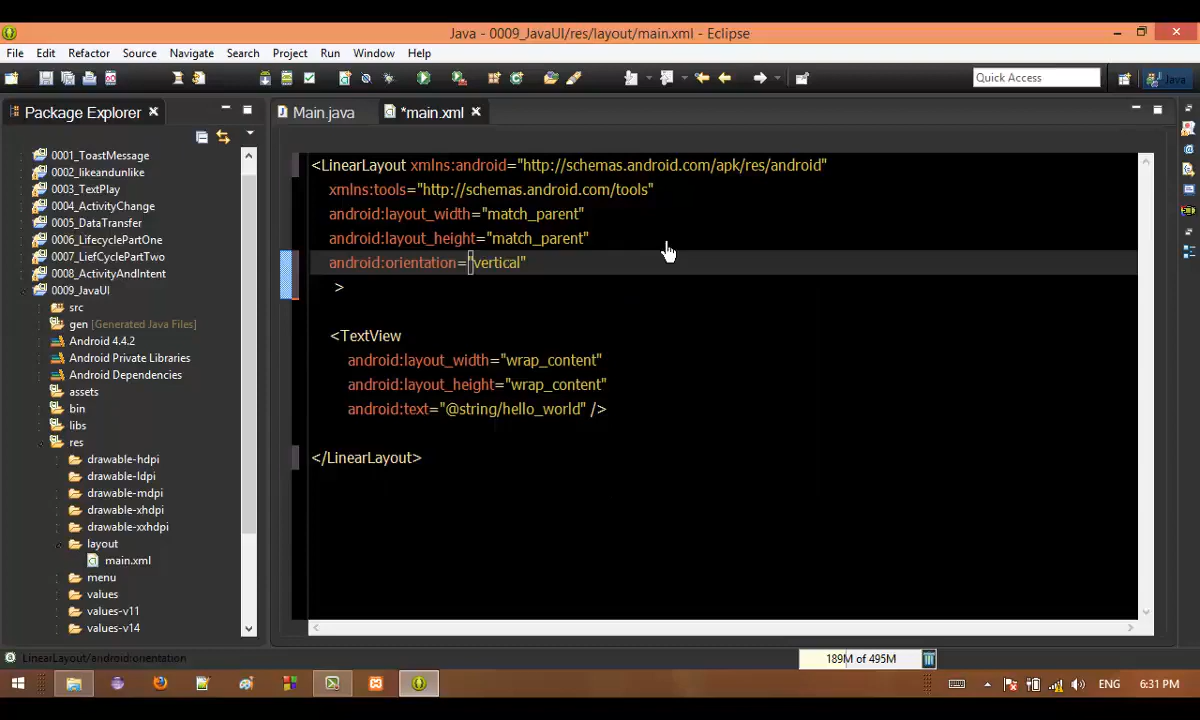 Java - 0009_JavaUI/res/layout/main.xml - Eclipse
File Edit Refactor Source Navigate Search Project Run Window Help
Quick Access
Java
Package Explorer
Main.java
*main.xml
0001_ToastMessage
0002_likeandunlike
0003_TextPlay
0004_ActivityChange
0005_DataTransfer
0006_LifecyclePartOne
0007_LiefCyclePartTwo
0008_ActivityAndIntent
0009_JavaUI
src
gen [Generated Java Files]
Android 4.4.2
Android Private Libraries
Android Dependencies
assets
bin
libs
res
drawable-hdpi
drawable-ldpi
drawable-mdpi
drawable-xhdpi
drawable-xxhdpi
layout
main.xml
menu
values
values-v11
values-v14
<LinearLayout xmlns:android="http://schemas.android.com/apk/res/android"
xmlns:tools="http://schemas.android.com/tools"
android:layout_width="match_parent"
android:layout_height="match_parent"
android:orientation="vertical"
>
<TextView
android:layout_width="wrap_content"
android:layout_height="wrap_content"
android:text="@string/hello_world" />
</LinearLayout>
LinearLayout/android:orientation
189M of 495M
ENG
6:31 PM